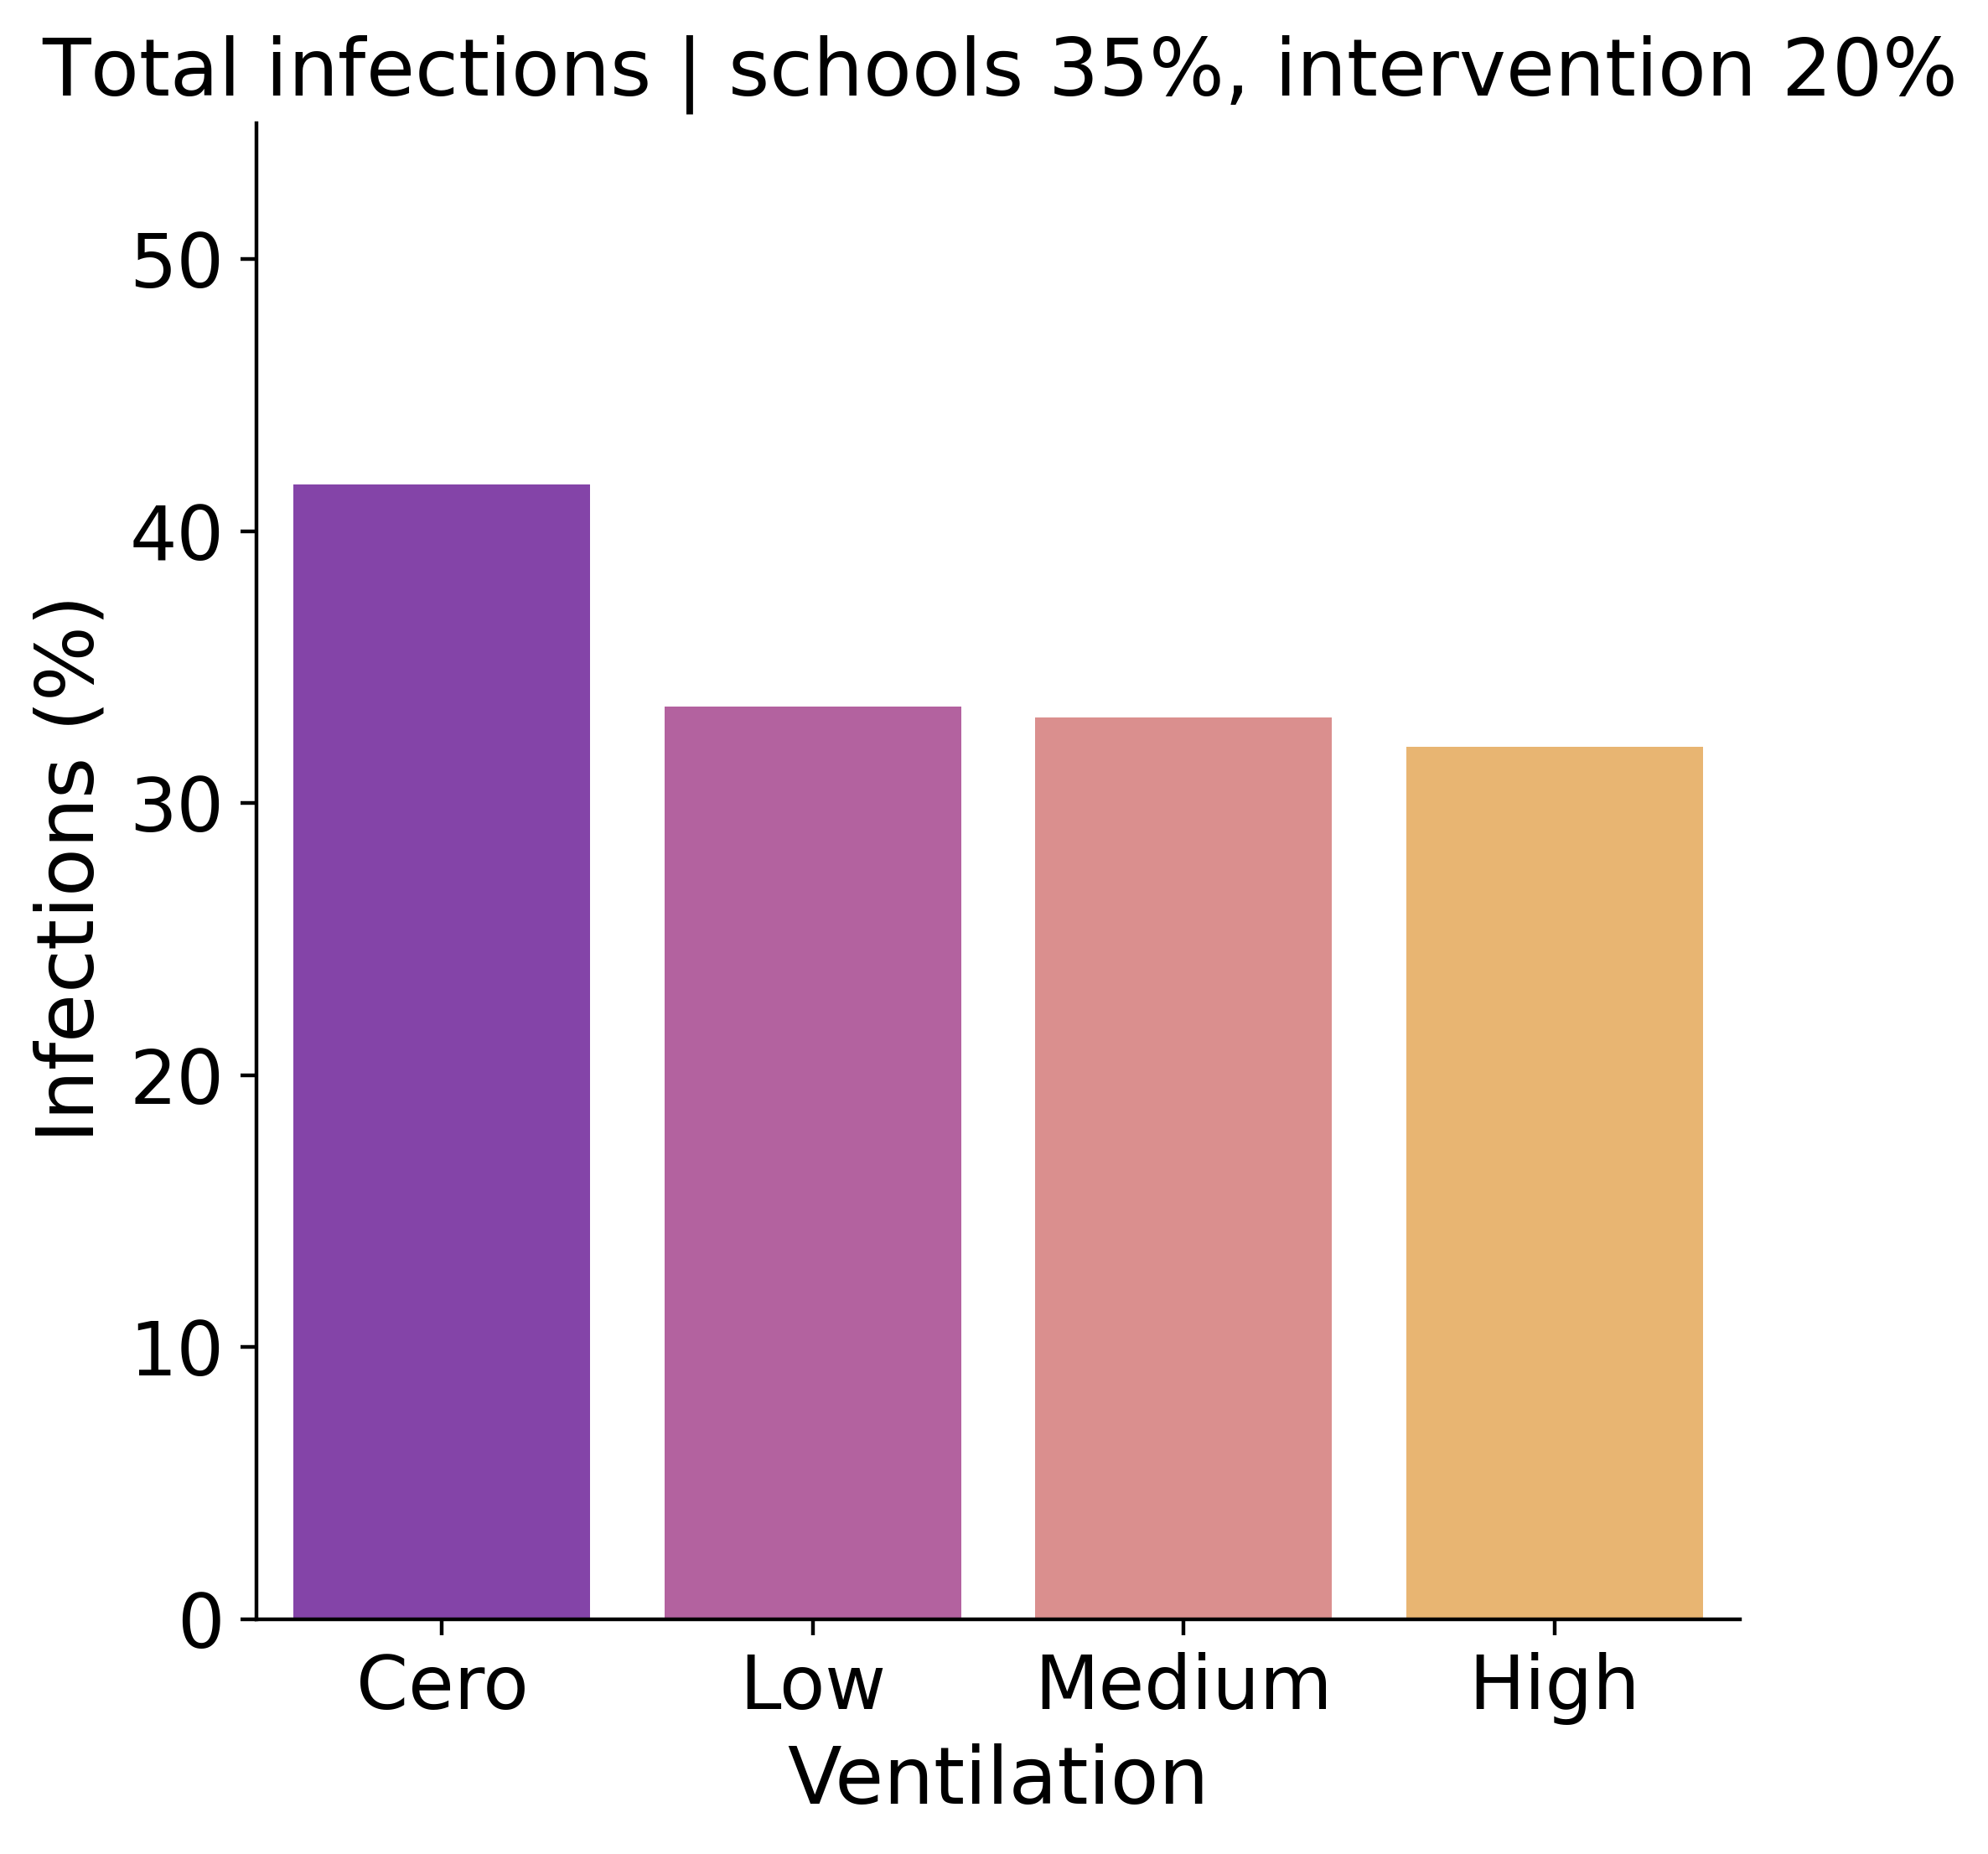 Total infections | schools 35%, intervention 20%
Infections (%)
50
40
30
20
10
0
Cero Low Medium High
Ventilation